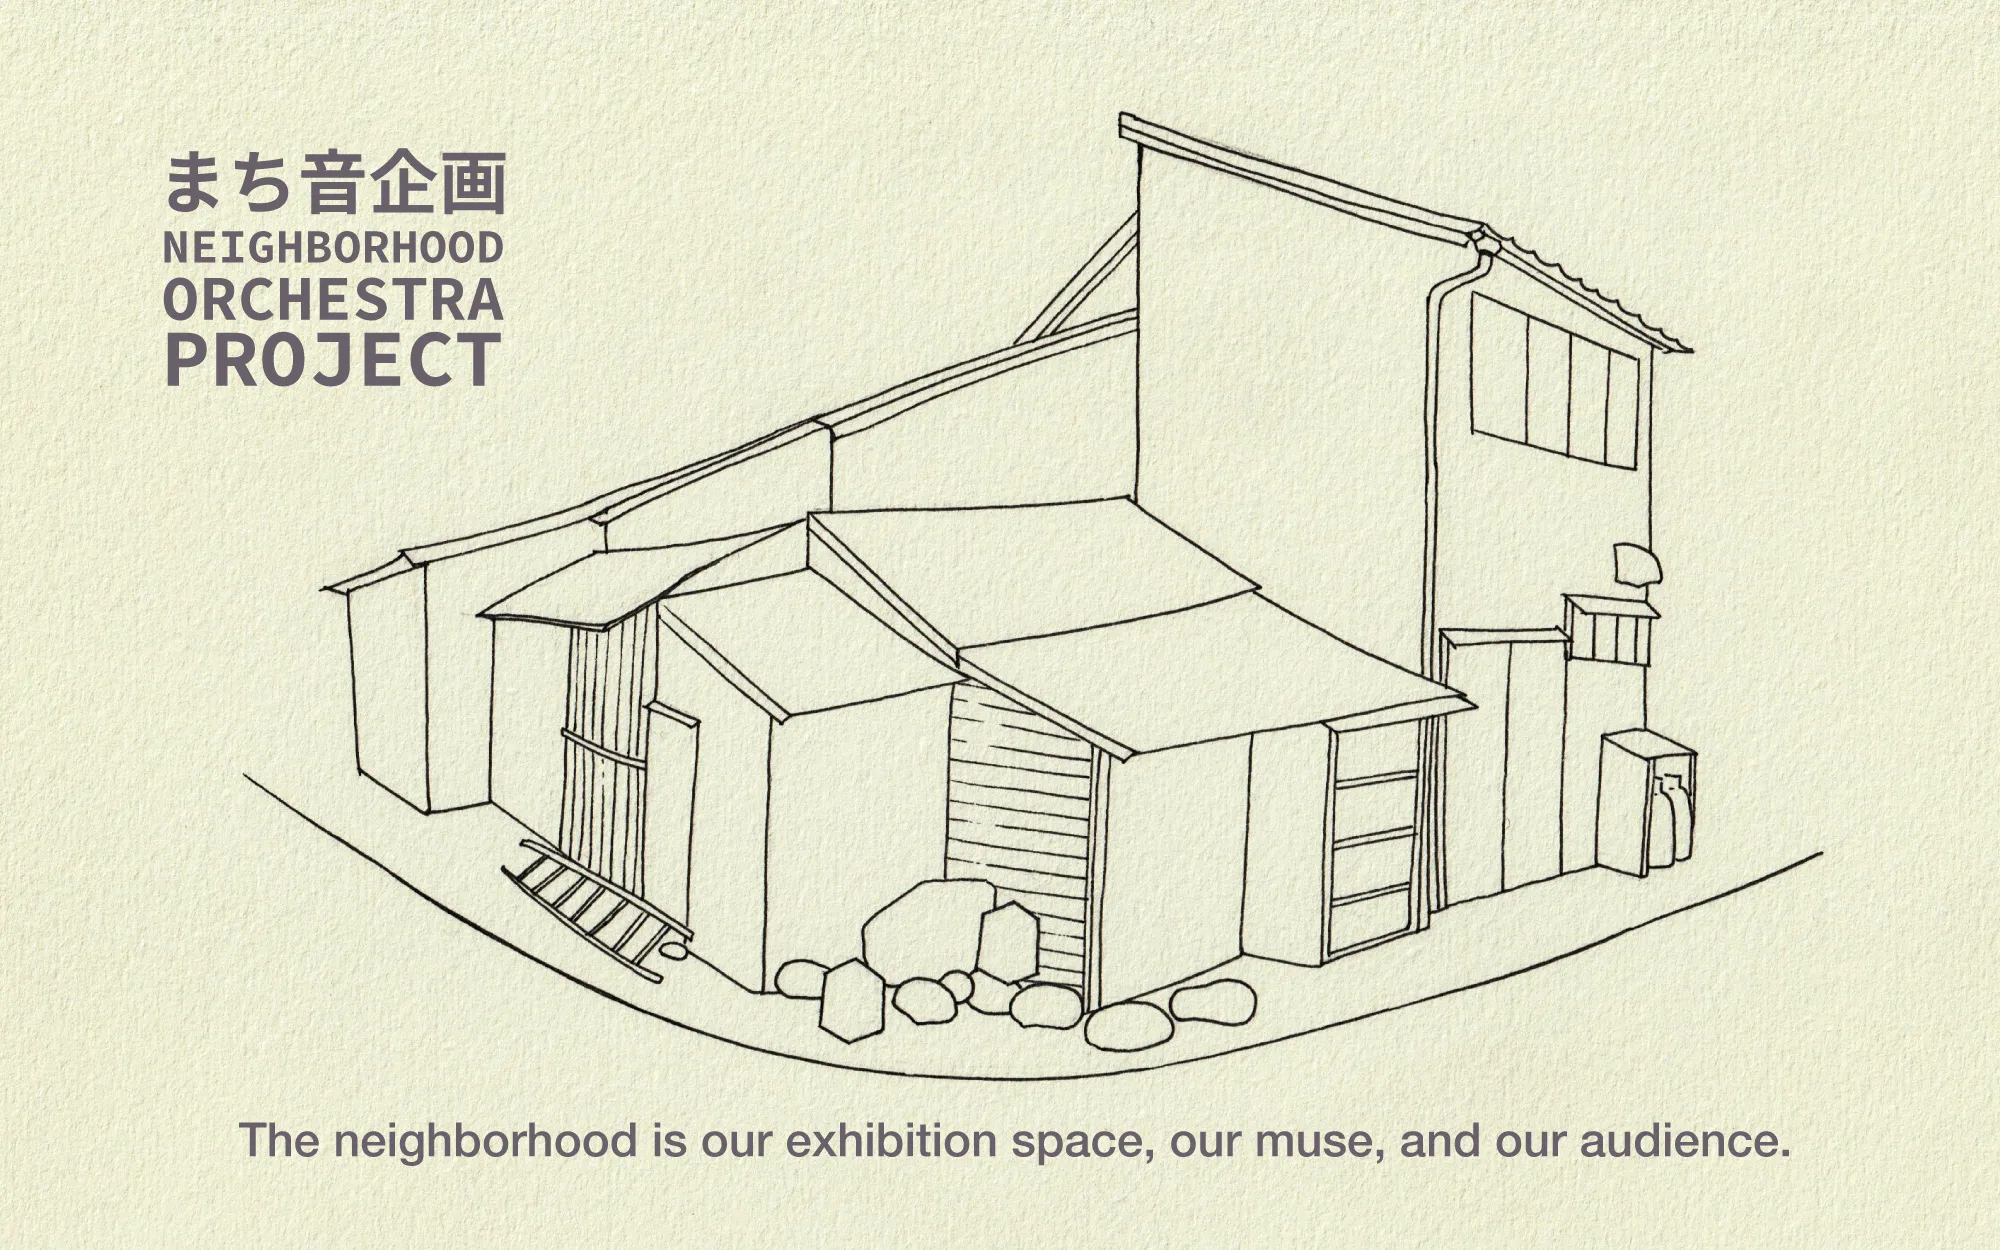 まち音企画
NEIGHBORHOOD
ORCHESTRA
PROJECT
The neighborhood is our exhibition space, our muse, and our audience.